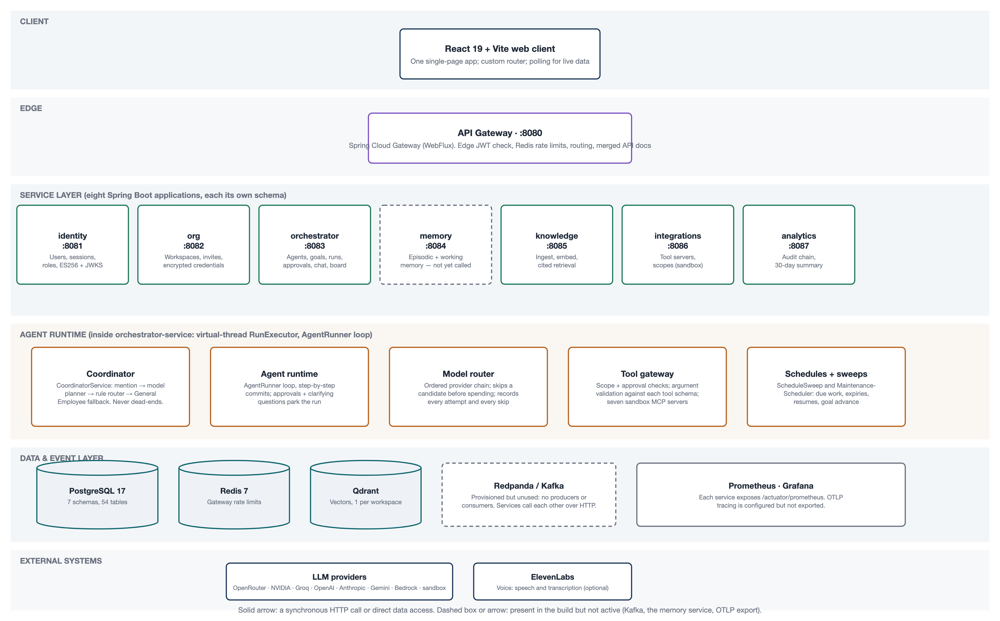 CLIENT
React 19 + Vite web client
One single-page app; custom router; polling for live data
EDGE
API Gateway · :8080
Spring Cloud Gateway (WebFlux). Edge JWT check, Redis rate limits, routing, merged API docs
SERVICE LAYER (eight Spring Boot applications, each its own schema)
identity
:8081
Users, sessions,
roles, ES256 + JWKS
org
:8082
Workspaces, invites,
encrypted credentials
orchestrator
:8083
Agents, goals, runs,
approvals, chat, board
memory
:8084
Episodic + working
memory — not yet called
knowledge
:8085
Ingest, embed,
cited retrieval
integrations
:8086
Tool servers,
scopes (sandbox)
analytics
:8087
Audit chain,
30-day summary
AGENT RUNTIME (inside orchestrator-service: virtual-thread RunExecutor, AgentRunner loop)
Coordinator
CoordinatorService: mention → model
planner → rule router → General
Employee fallback. Never dead-ends.
Agent runtime
AgentRunner loop, step-by-step
commits; approvals + clarifying
questions park the run
Model router
Ordered provider chain; skips a
candidate before spending; records
every attempt and every skip
Tool gateway
Scope + approval checks; argument
validation against each tool schema;
seven sandbox MCP servers
Schedules + sweeps
ScheduleSweep and Maintenance-
Scheduler: due work, expiries,
resumes, goal advance
DATA & EVENT LAYER
PostgreSQL 17
7 schemas, 54 tables
Redis 7
Gateway rate limits
Qdrant
Vectors, 1 per workspace
Redpanda / Kafka
Provisioned but unused: no producers or
consumers. Services call each other over HTTP.
Prometheus · Grafana
Each service exposes /actuator/prometheus. OTLP
tracing is configured but not exported.
EXTERNAL SYSTEMS
LLM providers
OpenRouter · NVIDIA · Groq · OpenAI · Anthropic · Gemini · Bedrock · sandbox
ElevenLabs
Voice: speech and transcription (optional)
Solid arrow: a synchronous HTTP call or direct data access. Dashed box or arrow: present in the build but not active (Kafka, the memory service, OTLP export).